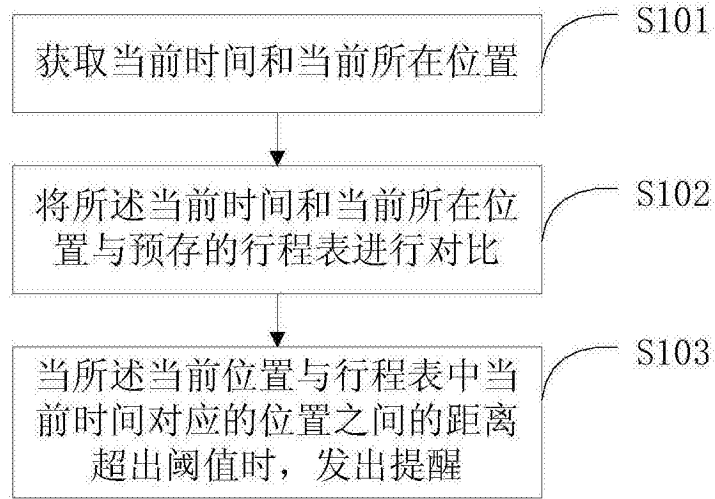 S101
获取当前时间和当前所在位置
S102
将所述当前时间和当前所在位
置与预存的行程表进行对比
S103
当所述当前位置与行程表中当
前时间对应的位置之间的距离
超出阈值时，发出提醒